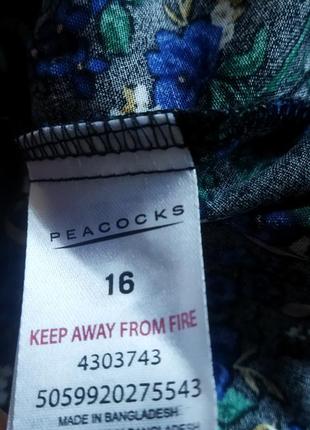 PEACOCKS
16
KEEP AWAY FROM FIRE
4303743
5059920275543
MADE IN BANGLADESH